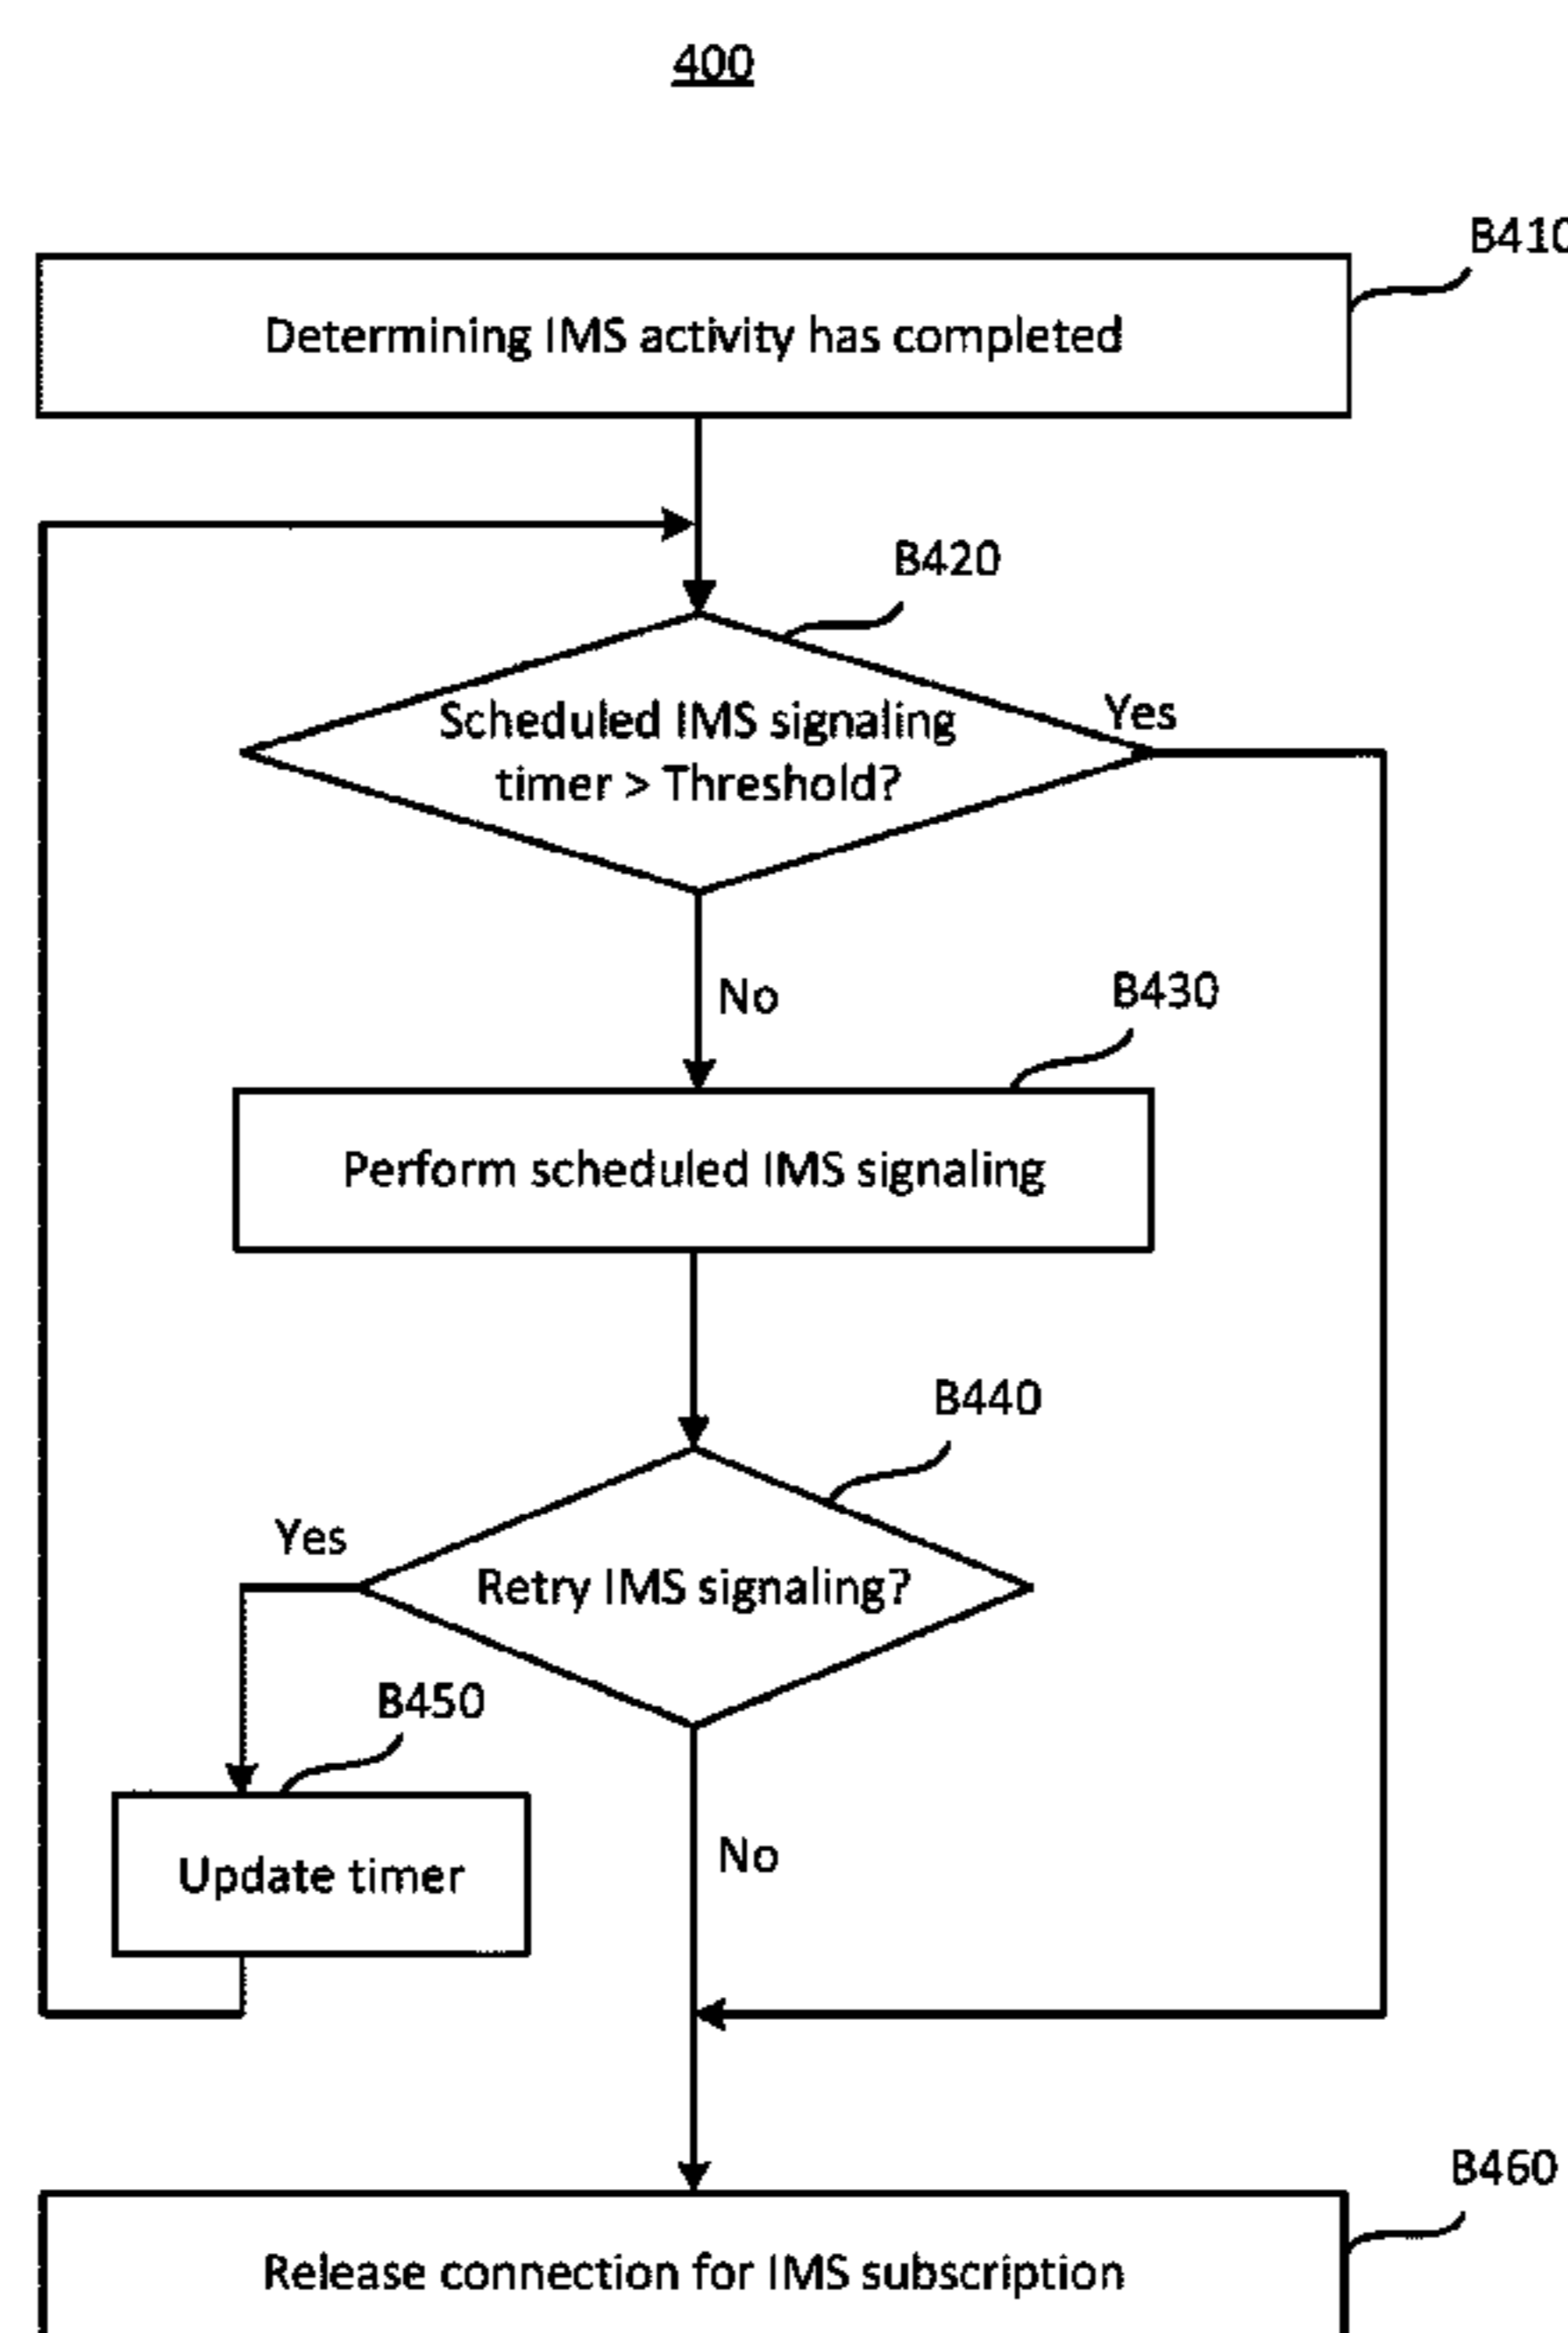 400
B410
Determining IMS activity has completed
B420
Scheduled IMS signaling
timer > Threshold?
Yes
No
B430
Perform scheduled IMS signaling
B440
Yes
Retry IMS signaling?
B450
Update timer
No
B460
Release connection for IMS subscription